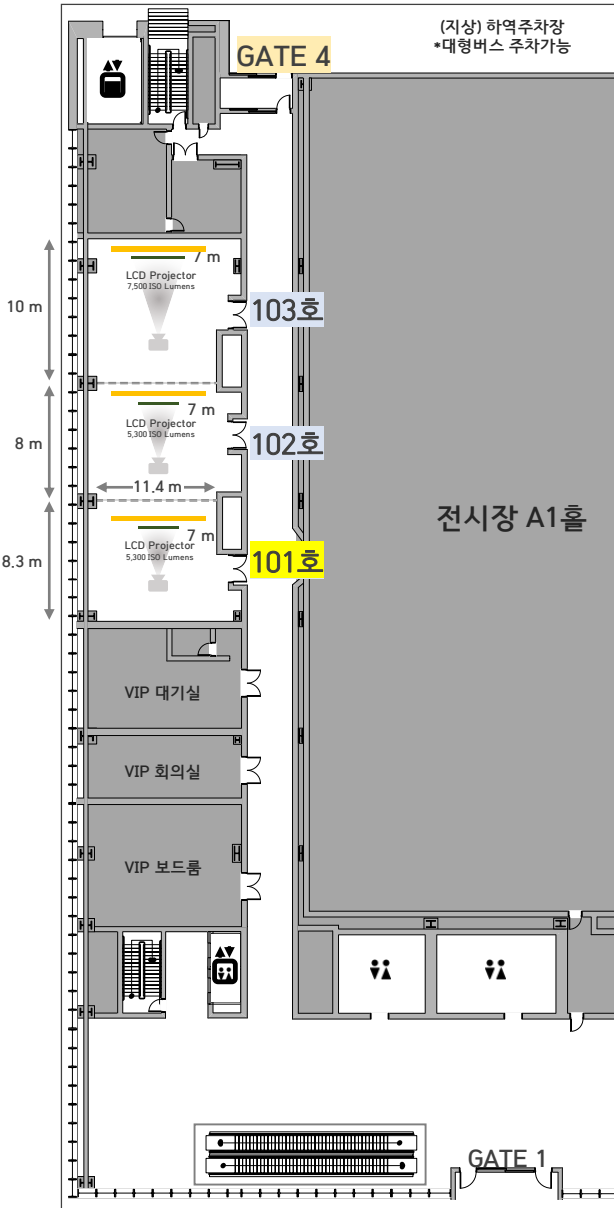 (지상) 하역주차장
*대형버스 주차가능
GATE 4
7 m
LCD Projector
7,500 ISO Lumens
10 m
103호
7 m
LCD Projector
5,300 ISO Lumens
8 m
102호
11.4 m
전시장 A1홀
7 m
LCD Projector
5,300 ISO Lumens
8.3 m
101호
VIP 대기실
VIP 회의실
VIP 보드룸
GATE 1